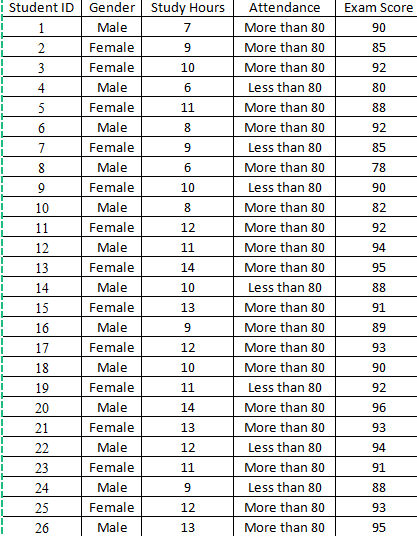 Student ID Gender Study Hours Attendance Exam Score
1 Male 7 More than 80 90
2 Female 9 More than 80 85
3 Female 10 More than 80 92
4 Male 6 Less than 80 80
5 Female 11 More than 80 88
6 Male 8 More than 80 92
7 Female 9 Less than 80 85
8 Male 6 More than 80 78
9 Female 10 Less than 80 90
10 Male 8 More than 80 82
11 Female 12 More than 80 92
12 Male 11 More than 80 94
13 Female 14 More than 80 95
14 Male 10 Less than 80 88
15 Female 13 More than 80 91
16 Male 9 More than 80 89
17 Female 12 More than 80 93
18 Male 10 More than 80 90
19 Female 11 Less than 80 92
20 Male 14 More than 80 96
21 Female 13 More than 80 93
22 Male 12 Less than 80 94
23 Female 11 More than 80 91
24 Male 9 Less than 80 88
25 Female 12 More than 80 93
26 Male 13 More than 80 95